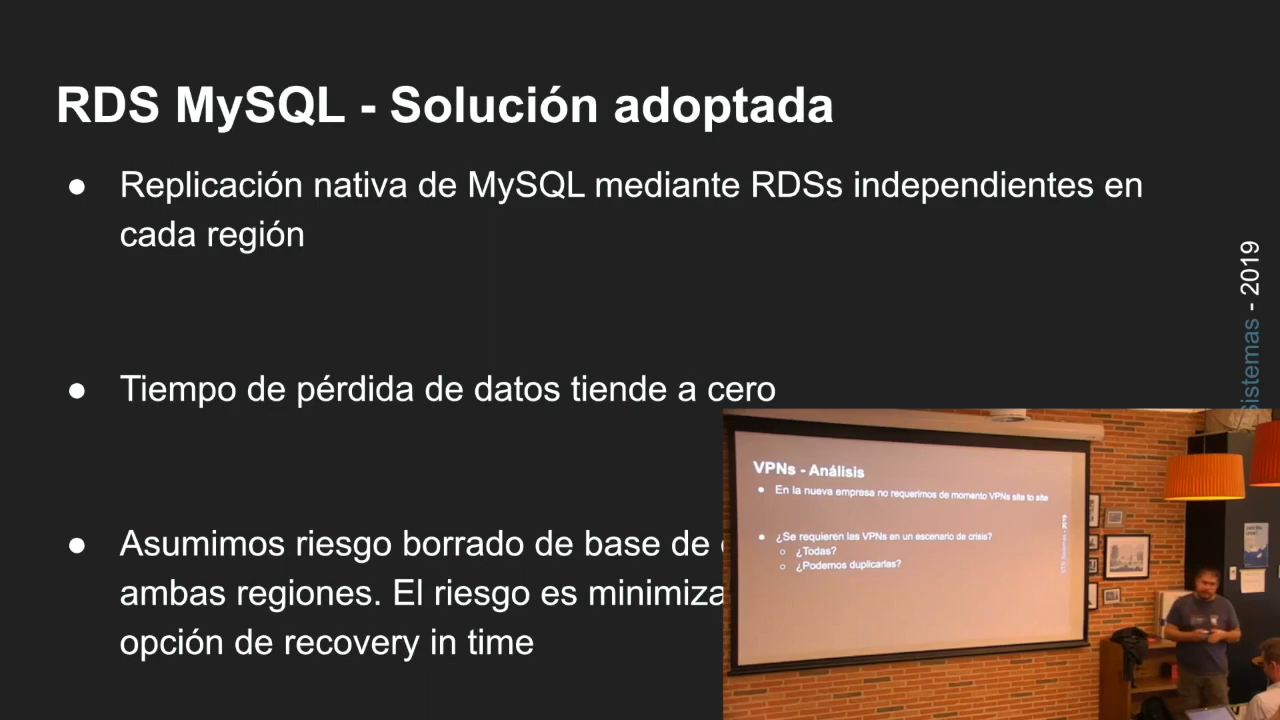 RDS MySQL - Solución adoptada
● Replicación nativa de MySQL mediante RDSs independientes en
cada región
● Tiempo de pérdida de datos tiende a cero
● Asumimos riesgo borrado de base de
ambas regiones. El riesgo es minimiza
opción de recovery in time
Sistemas - 2019
VPNs - Análisis
● En la nueva empresa no requerimos de momento VPNs site to site
● ¿Se requieren las VPNs en un escenario de crisis?
○ ¿Todas?
○ ¿Podemos duplicarlas?